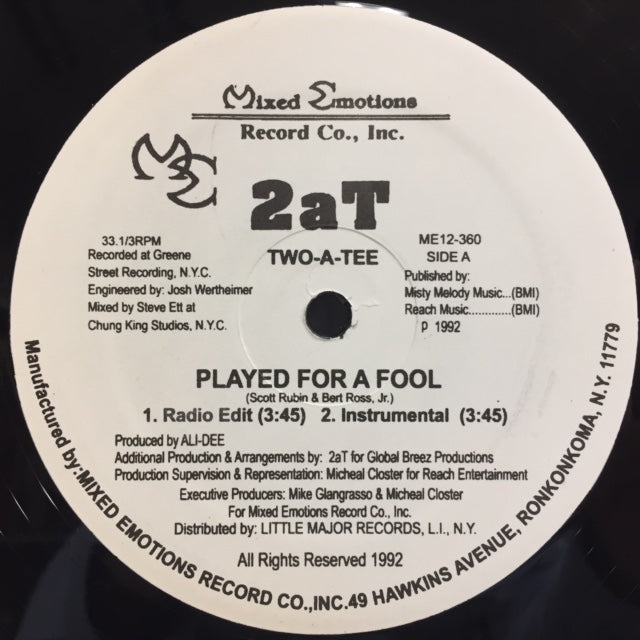 Mixed Emotions
Record Co., Inc.
ME
2aT
TWO-A-TEE
33.1/3RPM
Recorded at Greene
Street Recording, N.Y.C.
Engineered by: Josh Wertheimer
Mixed by Steve Ett at
Chung King Studios, N.Y.C.
ME12-360
SIDE A
Published by:
Misty Melody Music...(BMI)
Reach Music............(BMI)
p 1992
PLAYED FOR A FOOL
(Scott Rubin & Bert Ross, Jr.)
1. Radio Edit (3:45) 2. Instrumental (3:45)
Produced by ALI-DEE
Additional Production & Arrangements by: 2aT for Global Breez Productions
Production Supervision & Representation: Micheal Closter for Reach Entertainment
Executive Producers: Mike Glangrasso & Micheal Closter
For Mixed Emotions Record Co., Inc.
Distributed by: LITTLE MAJOR RECORDS, L.I., N.Y.
All Rights Reserved 1992
Manufactured by: MIXED EMOTIONS RECORD CO.,INC.49 HAWKINS AVENUE, RONKONKOMA, N.Y. 11779